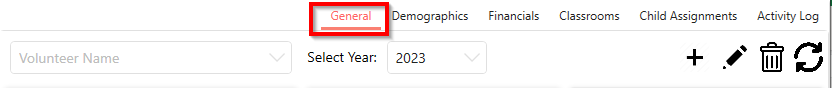 General Demographics Financials Classrooms Child Assignments Activity Log
Volunteer Name Select Year: 2023